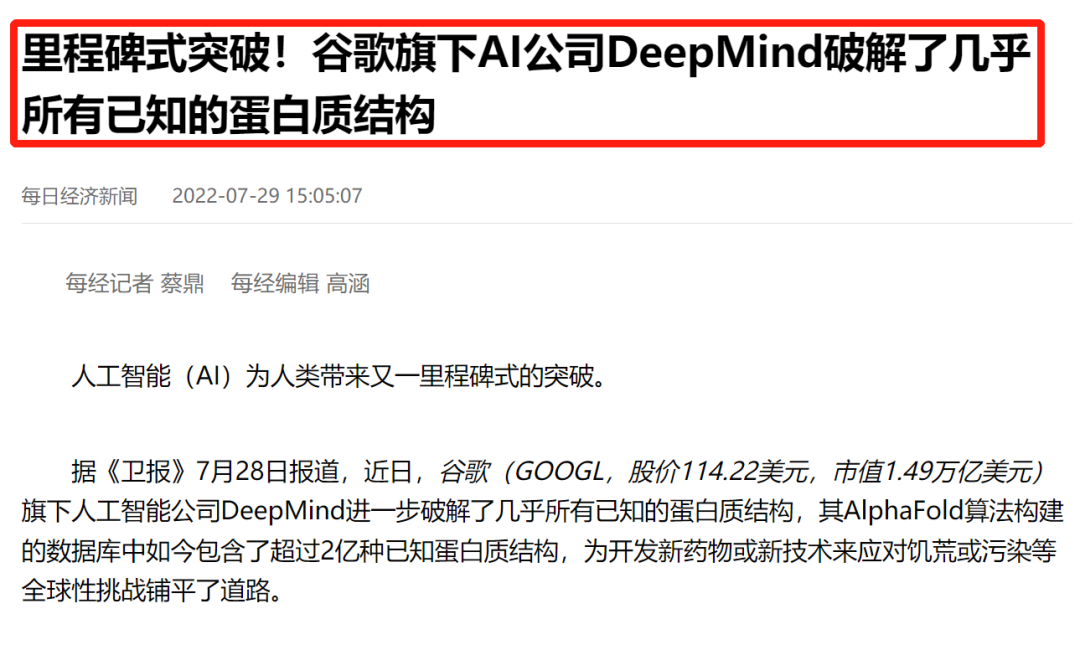 里程碑式突破！谷歌旗下AI公司DeepMind破解了几乎
所有已知的蛋白质结构
每日经济新闻 2022-07-29 15:05:07
每经记者 蔡鼎 每经编辑 高涵
人工智能（AI）为人类带来又一里程碑式的突破。
据《卫报》7月28日报道，近日，谷歌（GOOGL，股价114.22美元，市值1.49万亿美元）
旗下人工智能公司DeepMind进一步破解了几乎所有已知的蛋白质结构，其AlphaFold算法构建
的数据库中如今包含了超过2亿种已知蛋白质结构，为开发新药物或新技术来应对饥荒或污染等
全球性挑战铺平了道路。